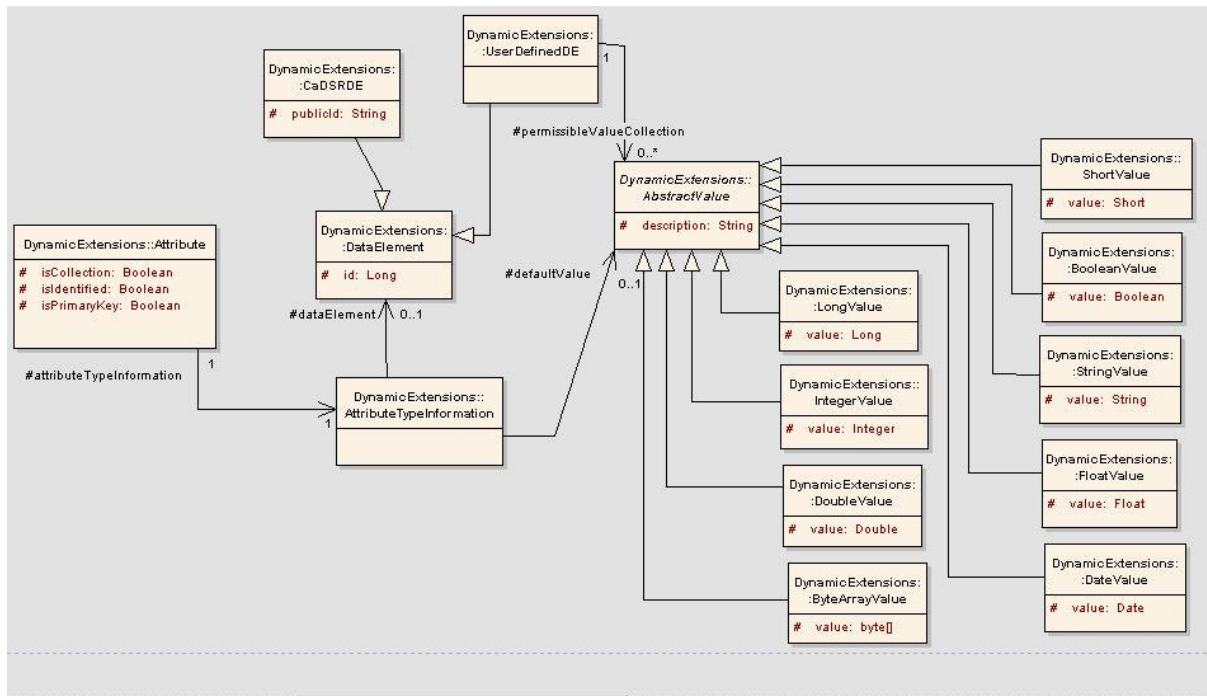 DynamicExtensions:
:UserDefinedDE
1
DynamicExtensions:
:CaDSRDE
# publicId: String
#permissibleValueCollection
0..*
DynamicExtensions::
AbstractValue
# description: String
DynamicExtensions::
ShortValue
# value: Short
DynamicExtensions::Attribute
# isCollection: Boolean
# isIdentified: Boolean
# isPrimaryKey: Boolean
DynamicExtensions:
:DataElement
# id: Long
DynamicExtensions:
:BooleanValue
# value: Boolean
#defaultValue
0..1
DynamicExtensions:
:LongValue
# value: Long
#dataElement
0..1
DynamicExtensions:
:StringValue
# value: String
1
#attributeTypeInformation
1
DynamicExtensions::
AttributeTypeInformation
DynamicExtensions::
IntegerValue
# value: Integer
DynamicExtensions:
:FloatValue
# value: Float
DynamicExtensions:
:DoubleValue
# value: Double
DynamicExtensions:
:DateValue
# value: Date
DynamicExtensions:
:ByteArrayValue
# value: byte[]